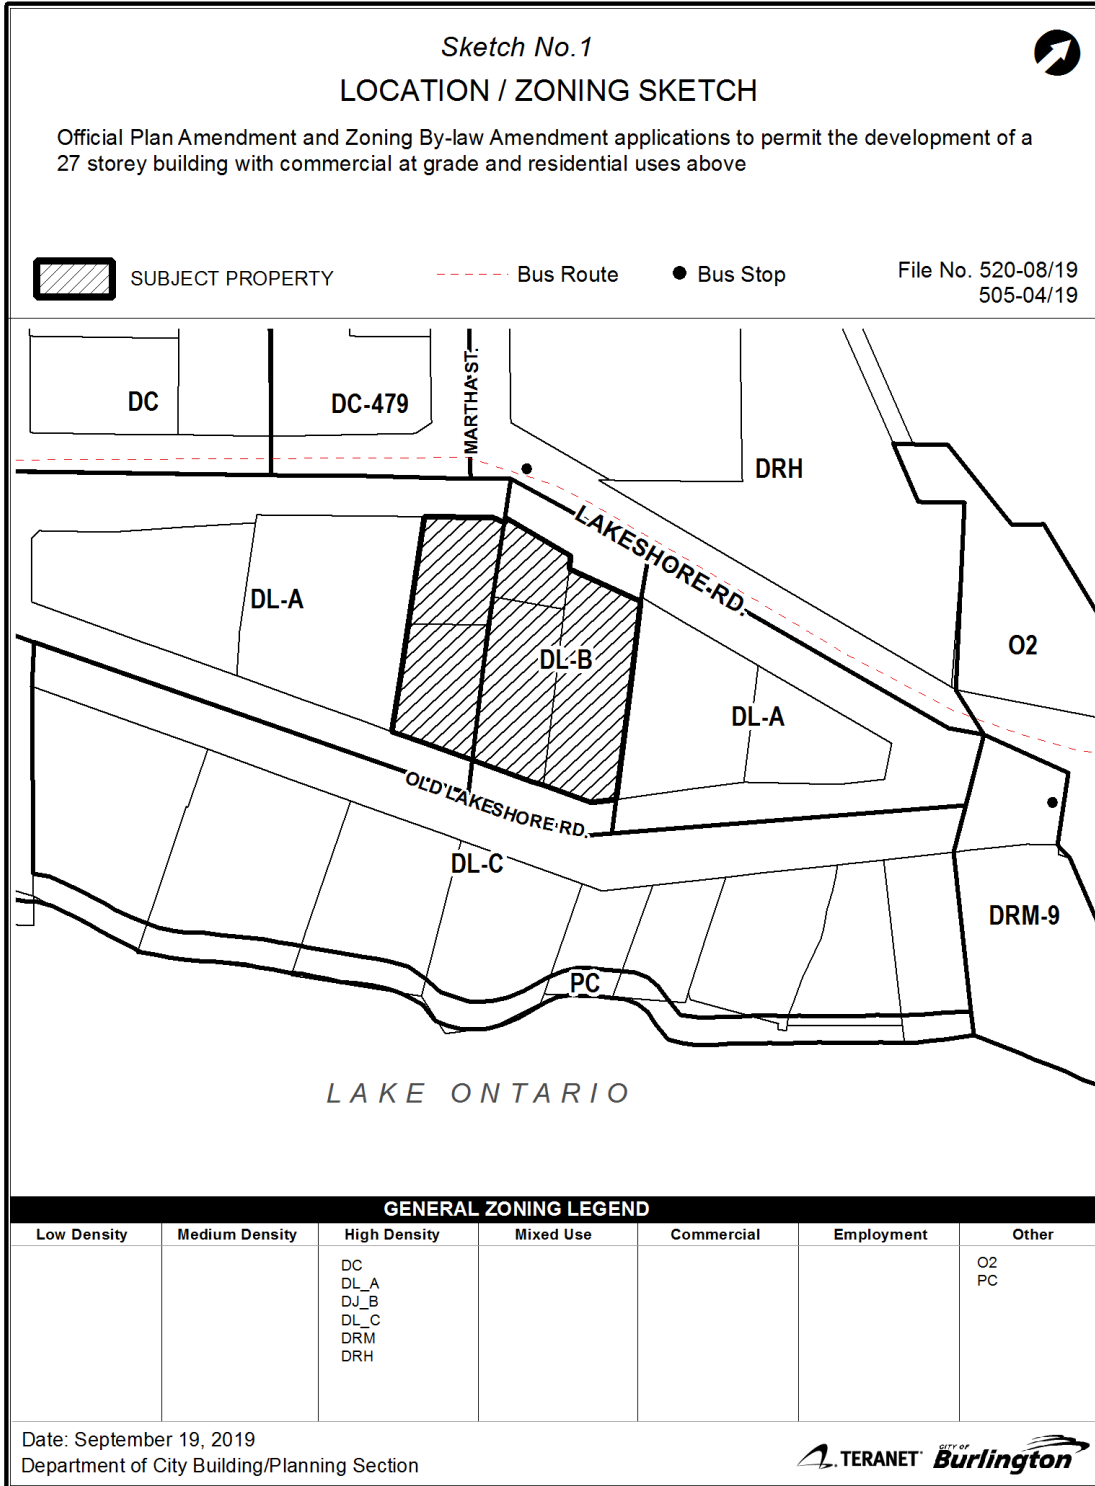 Sketch No.1
LOCATION / ZONING SKETCH
Official Plan Amendment and Zoning By-law Amendment applications to permit the development of a
27 storey building with commercial at grade and residential uses above
SUBJECT PROPERTY
Bus Route
Bus Stop
File No. 520-08/19
505-04/19
MARTHA ST.
DC
DC-479
DRH
LAKESHORE RD.
DL-A
O2
DL-B
DL-A
OLD LAKESHORE RD.
DL-C
DRM-9
PC
LAKE ONTARIO
GENERAL ZONING LEGEND
Low Density
Medium Density
High Density
Mixed Use
Commercial
Employment
Other
DC
DL_A
DJ_B
DL_C
DRM
DRH
O2
PC
Date: September 19, 2019
Department of City Building/Planning Section
TERANET
CITY OF
Burlington